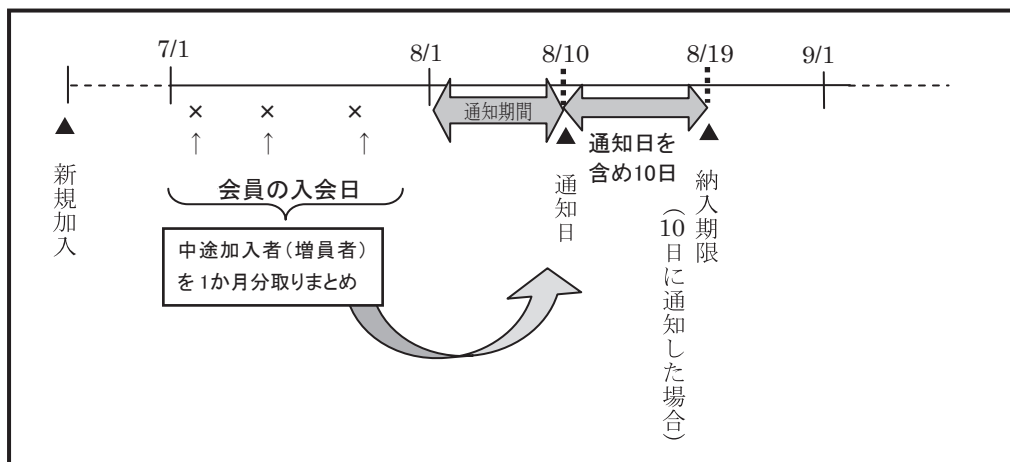 7/1
8/1
8/10
8/19
9/1
×
×
×
↑
↑
↑
通知期間
▲
新規加入
会員の入会日
中途加入者（増員者）
を1か月分取りまとめ
▲
通知日
通知日を
含め10日
▲
納入期限
（10日に通知した場合）